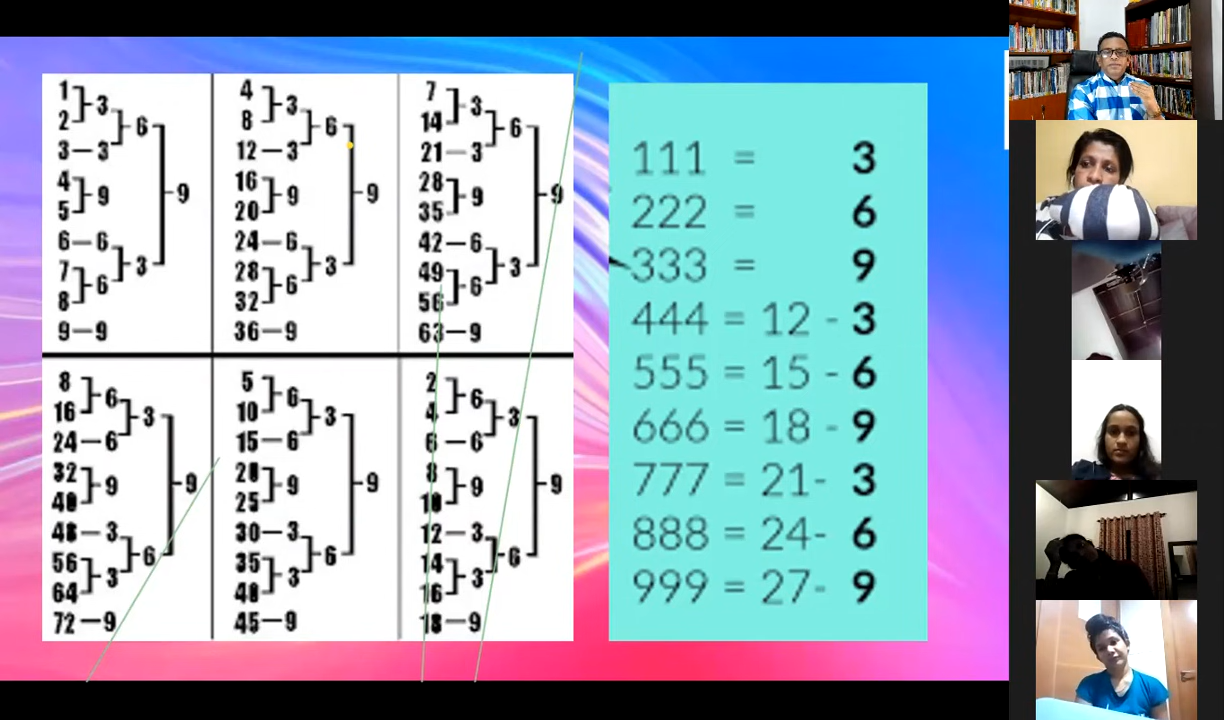 1
3
2
6
3 – 3
4
9
9
5
6 – 6
7
3
6
8
9 – 9
4
3
8
6
12 – 3
16
9
9
20
24 – 6
28
3
6
32
36 – 9
7
3
14
6
21 – 3
28
9
9
35
42 – 6
49
3
6
56
63 – 9
8
6
16
3
24 – 6
32
9
9
40
48 – 3
56
6
3
64
72 – 9
5
6
10
3
15 – 6
20
9
9
25
30 – 3
35
6
3
40
45 – 9
2
6
4
3
6 – 6
8
9
9
10
12 – 3
14
6
3
16
18 – 9
111 = 3
222 = 6
333 = 9
444 = 12 - 3
555 = 15 - 6
666 = 18 - 9
777 = 21- 3
888 = 24- 6
999 = 27- 9